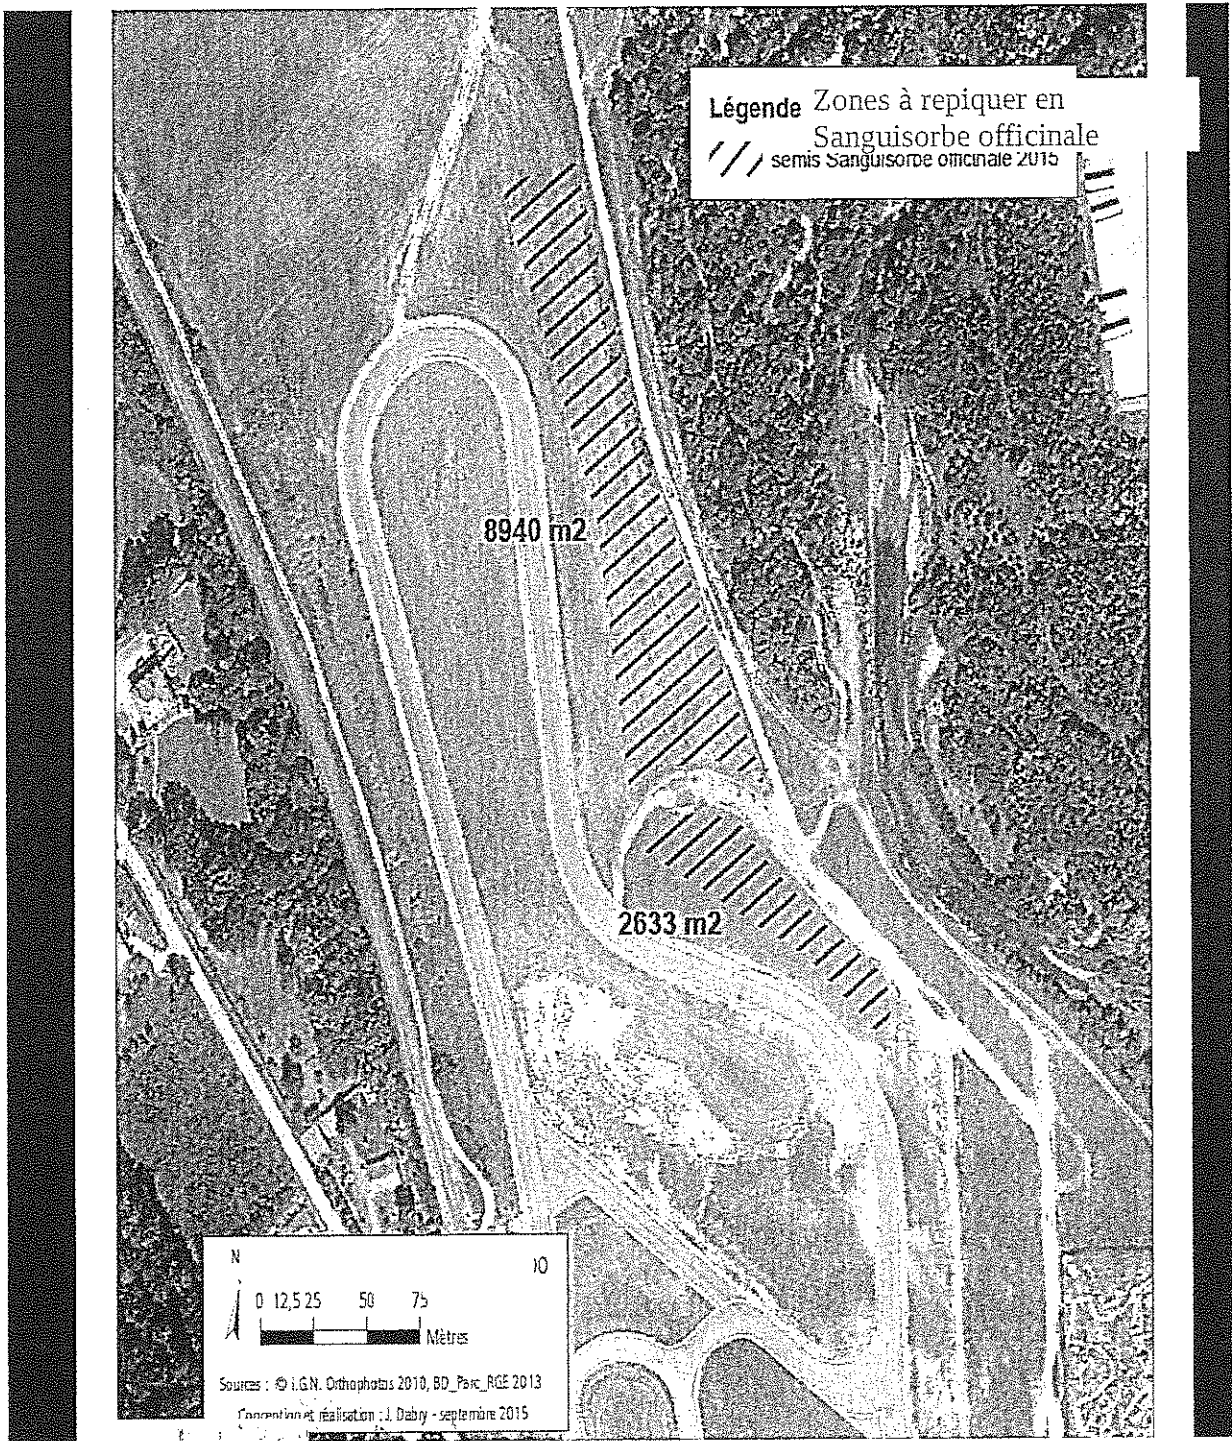 Légende Zones à repiquer en
Sanguisorbe officinale
semis Sanguisorbe officinale 2015
8940 m2
2633 m2
N
0 12,5 25 50 75
Mètres
Sources : © I.G.N. Orthophotos 2010, BD_Parc_RGE 2013
Conception et réalisation : J. Dabry - septembre 2015